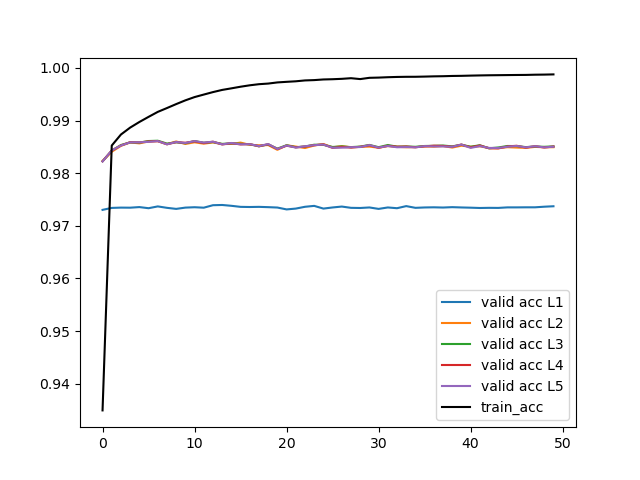 1.00
0.99
0.98
0.97
0.96
0.95
0.94
0
10
20
30
40
50
valid acc L1
valid acc L2
valid acc L3
valid acc L4
valid acc L5
train_acc